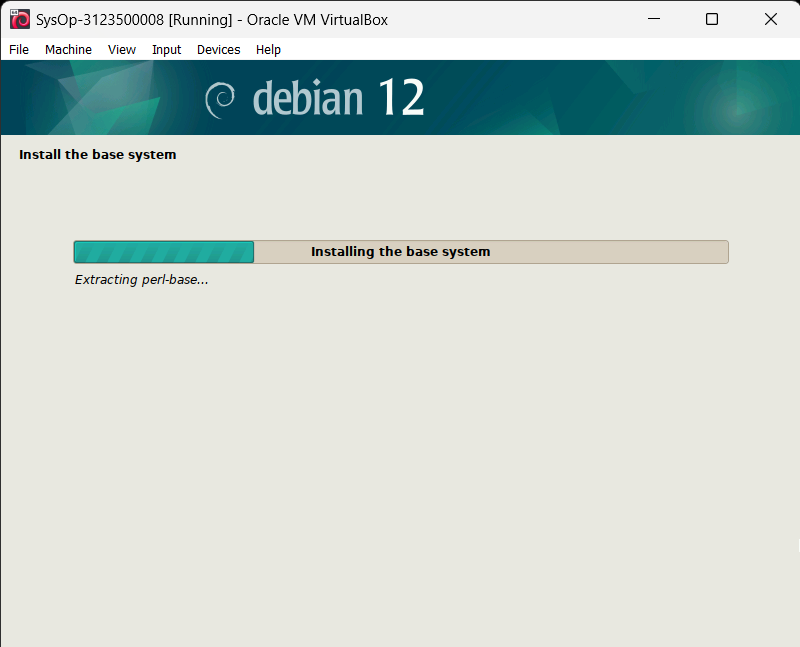 SysOp-3123500008 [Running] - Oracle VM VirtualBox
File Machine View Input Devices Help
debian 12
Install the base system
Installing the base system
Extracting perl-base...